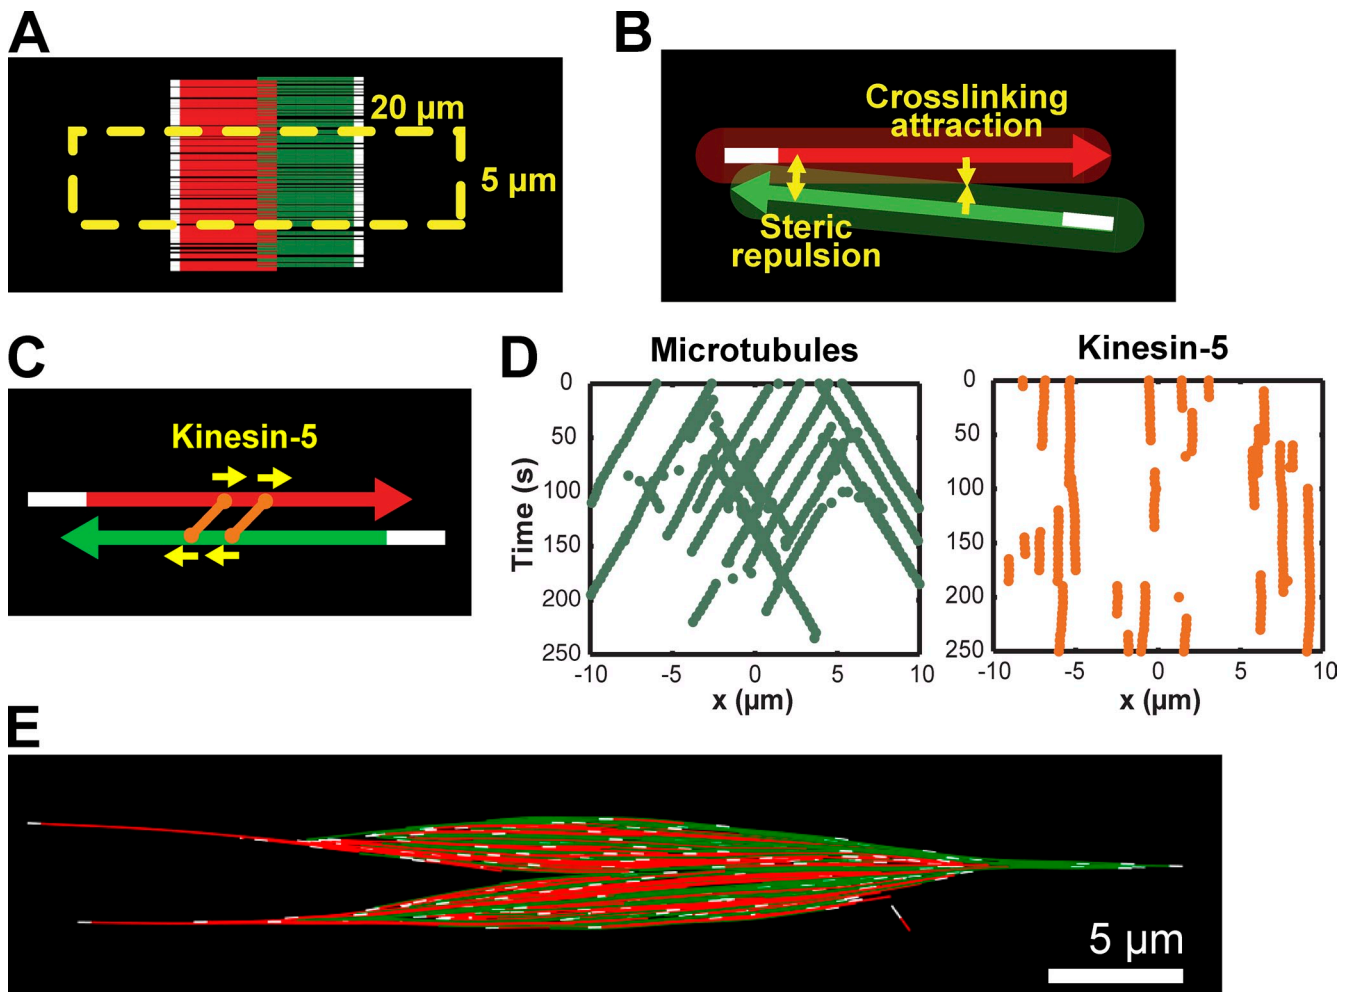 A
20 µm
5 µm
B
Crosslinking
attraction
Steric
repulsion
C
Kinesin-5
D
Microtubules
Kinesin-5
Time (s)
0
50
100
150
200
250
-10
-5
0
5
10
x (µm)
0
50
100
150
200
250
-10
-5
0
5
10
x (µm)
E
5 µm